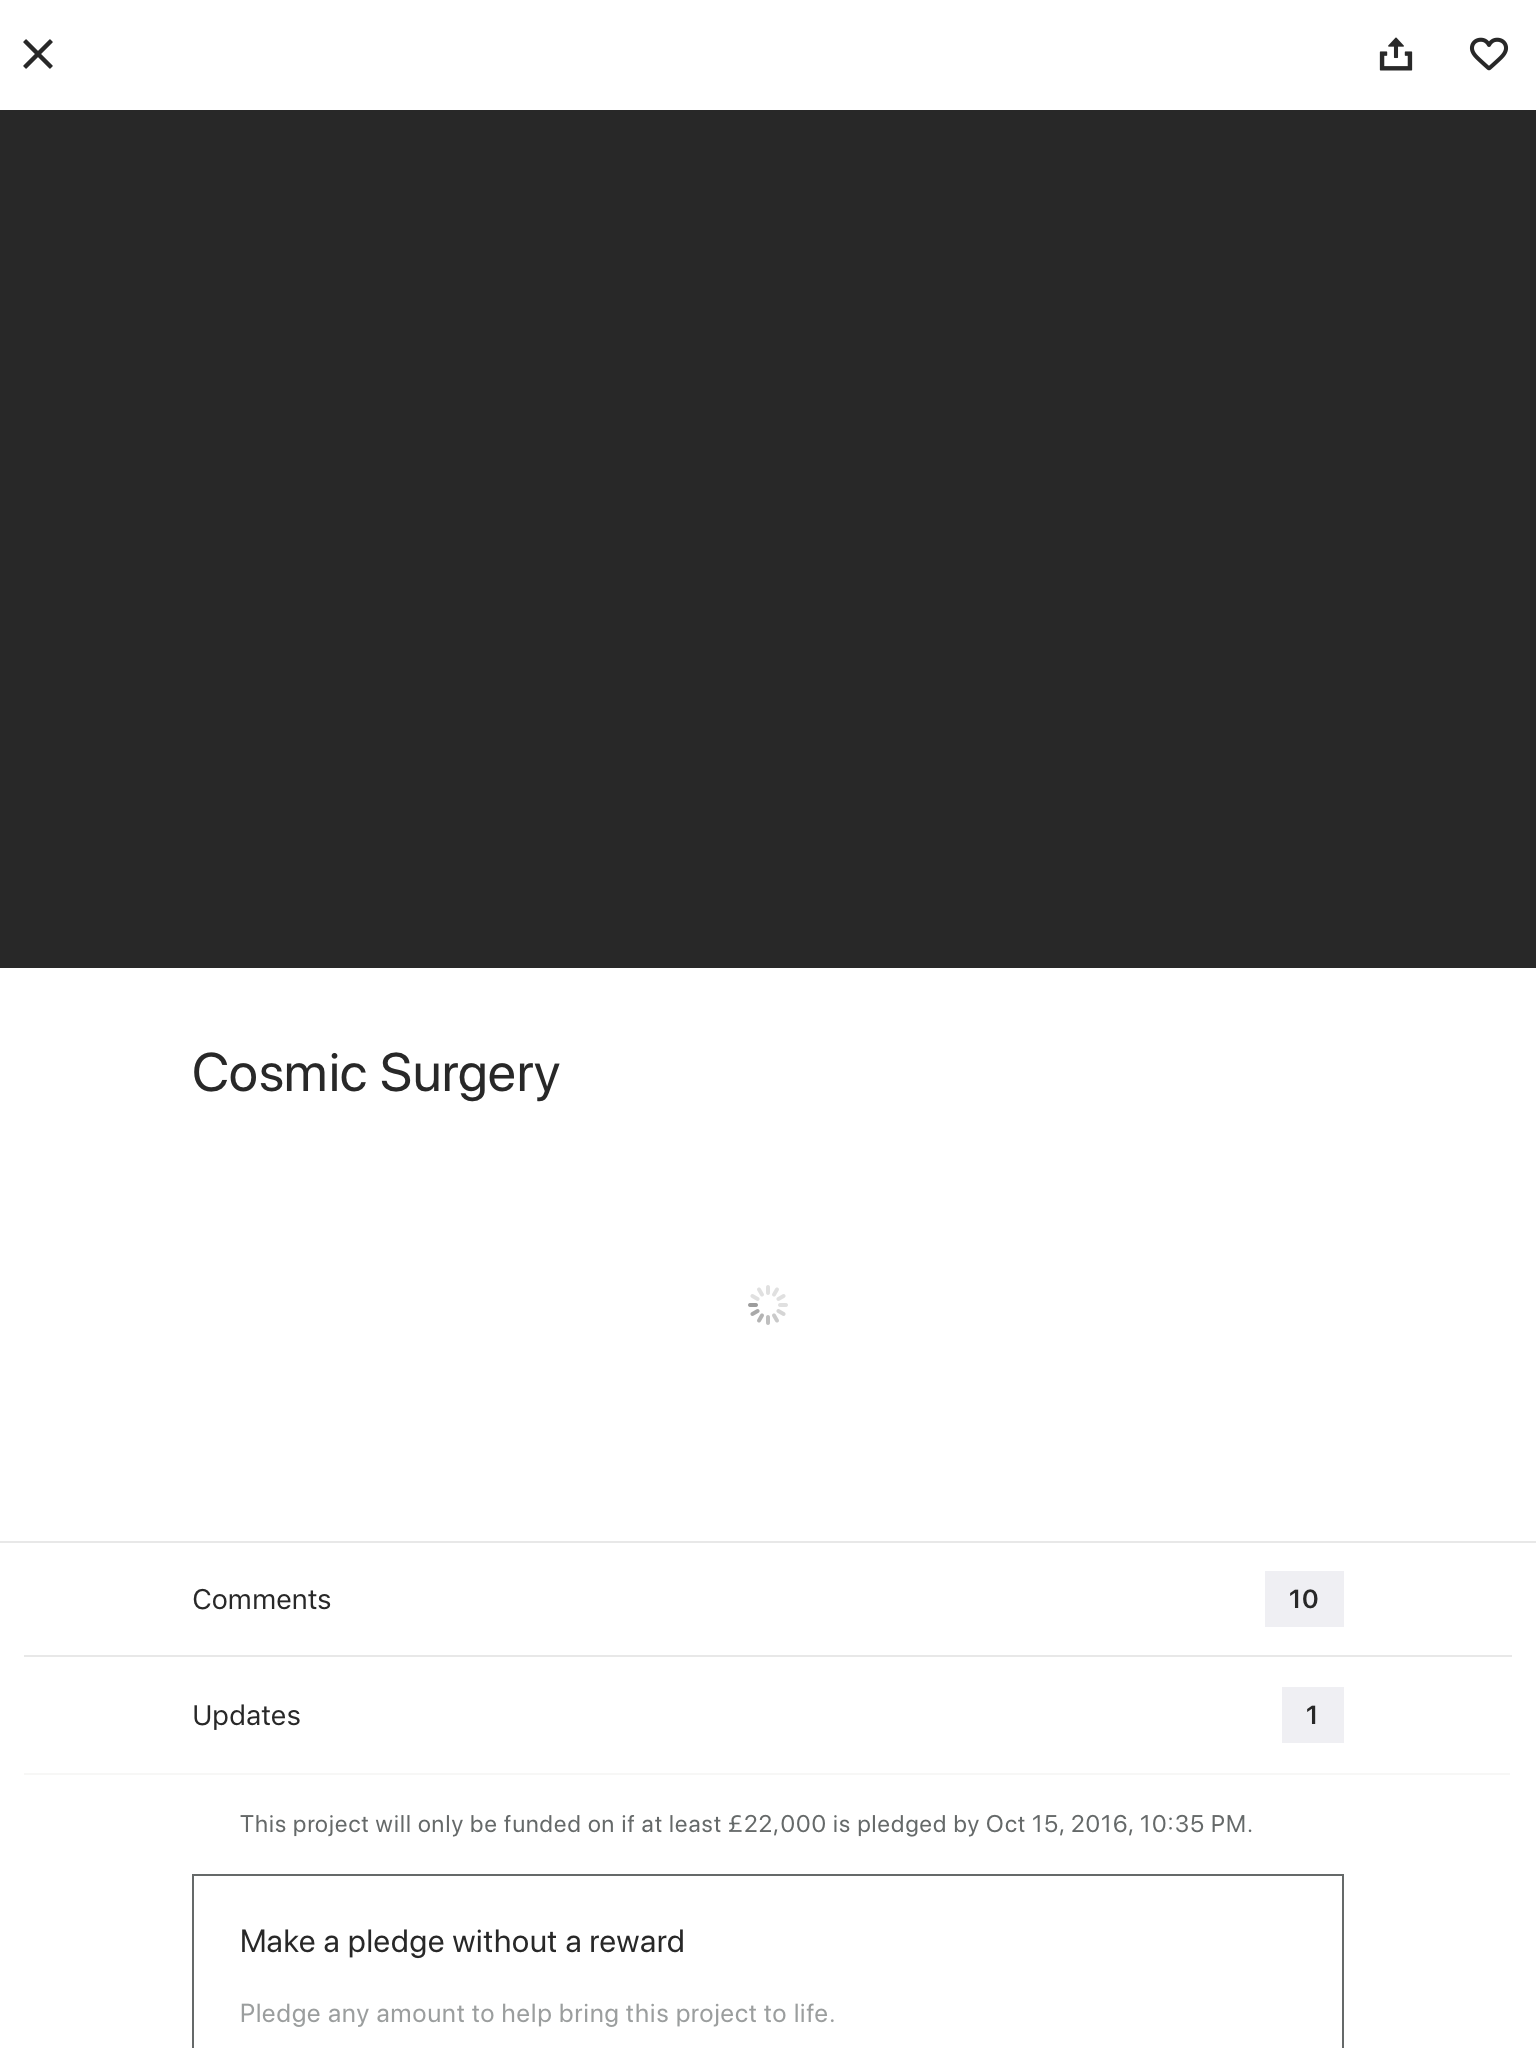 Cosmic Surgery
Comments
10
Updates
1
This project will only be funded on if at least £22,000 is pledged by Oct 15, 2016, 10:35 PM.
Make a pledge without a reward
Pledge any amount to help bring this project to life.